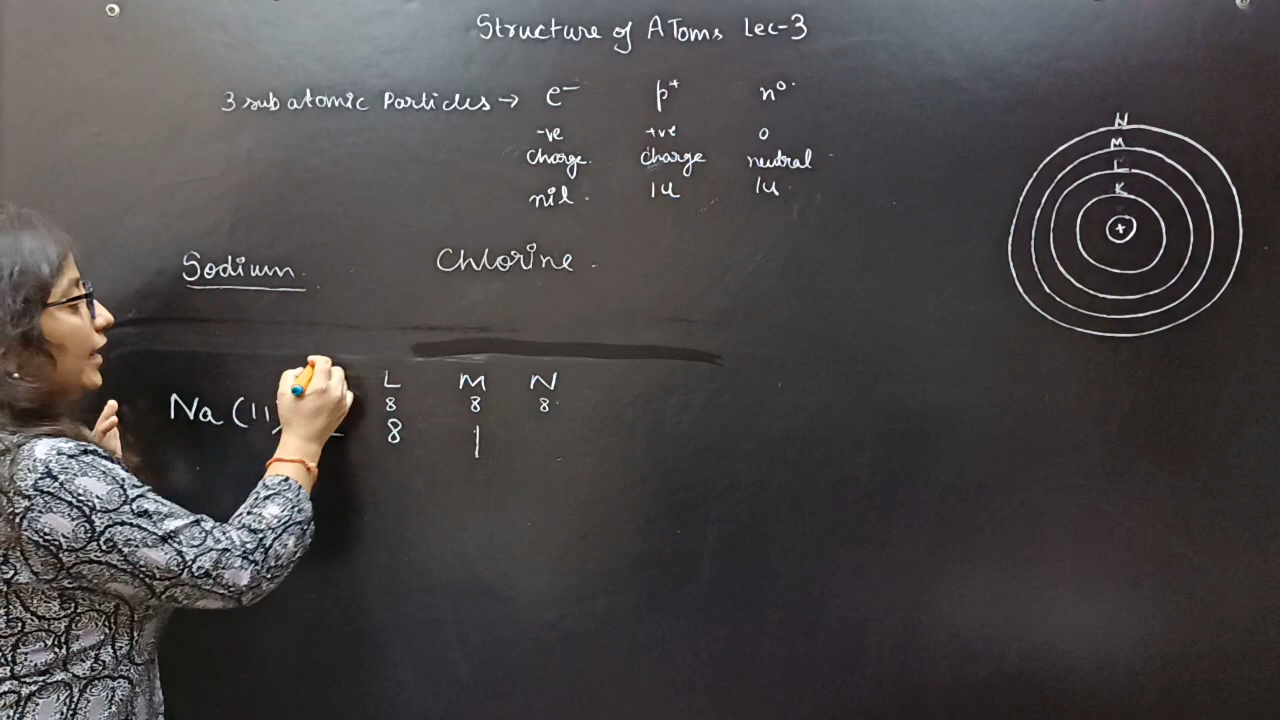 Structure of Atoms Lec-3
3 sub atomic Particles → e⁻ p⁺ n⁰
-ve +ve 0
charge. charge neutral
nil. 1u 1u
N
M
L
K
+
Sodium. Chlorine.
L M N
8 8 8
Na (11) 8 1